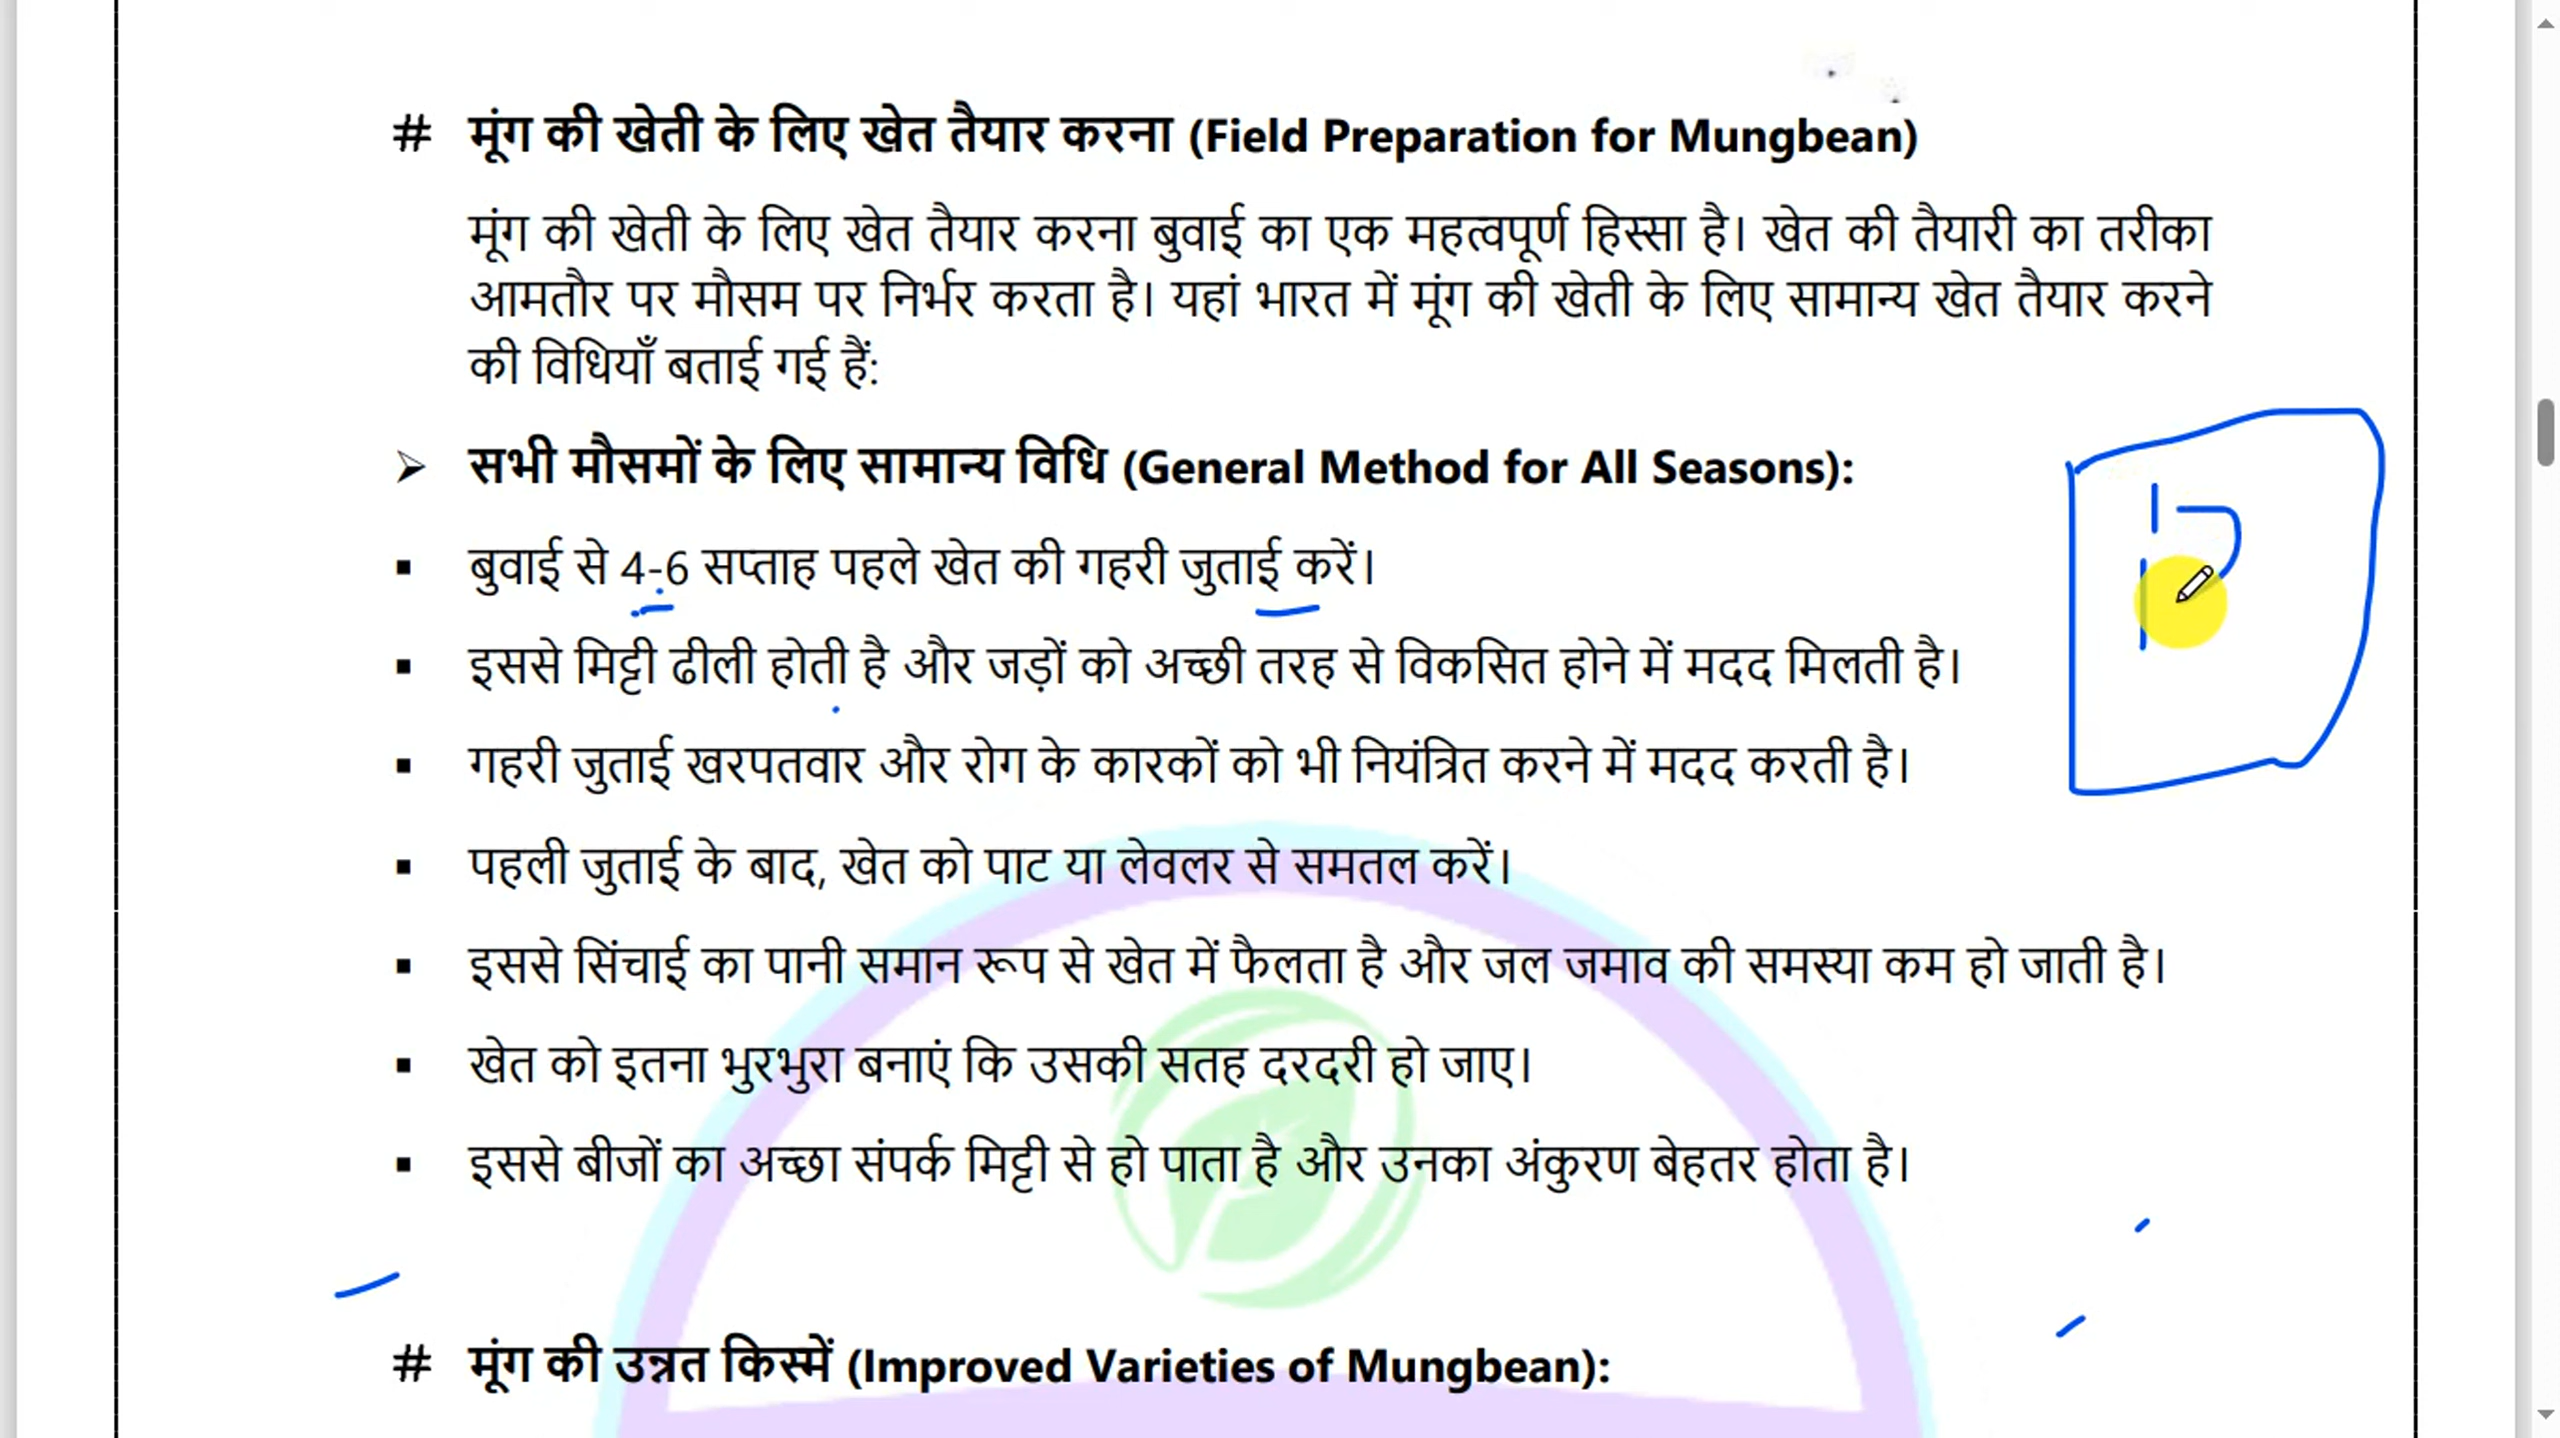 # मूंग की खेती के लिए खेत तैयार करना (Field Preparation for Mungbean)
मूंग की खेती के लिए खेत तैयार करना बुवाई का एक महत्वपूर्ण हिस्सा है। खेत की तैयारी का तरीका
आमतौर पर मौसम पर निर्भर करता है। यहां भारत में मूंग की खेती के लिए सामान्य खेत तैयार करने
की विधियाँ बताई गई हैं:
➢ सभी मौसमों के लिए सामान्य विधि (General Method for All Seasons):
▪ बुवाई से 4-6 सप्ताह पहले खेत की गहरी जुताई करें।
▪ इससे मिट्टी ढीली होती है और जड़ों को अच्छी तरह से विकसित होने में मदद मिलती है।
▪ गहरी जुताई खरपतवार और रोग के कारकों को भी नियंत्रित करने में मदद करती है।
▪ पहली जुताई के बाद, खेत को पाट या लेवलर से समतल करें।
▪ इससे सिंचाई का पानी समान रूप से खेत में फैलता है और जल जमाव की समस्या कम हो जाती है।
▪ खेत को इतना भुरभुरा बनाएं कि उसकी सतह दरदरी हो जाए।
▪ इससे बीजों का अच्छा संपर्क मिट्टी से हो पाता है और उनका अंकुरण बेहतर होता है।
# मूंग की उन्नत किस्में (Improved Varieties of Mungbean):